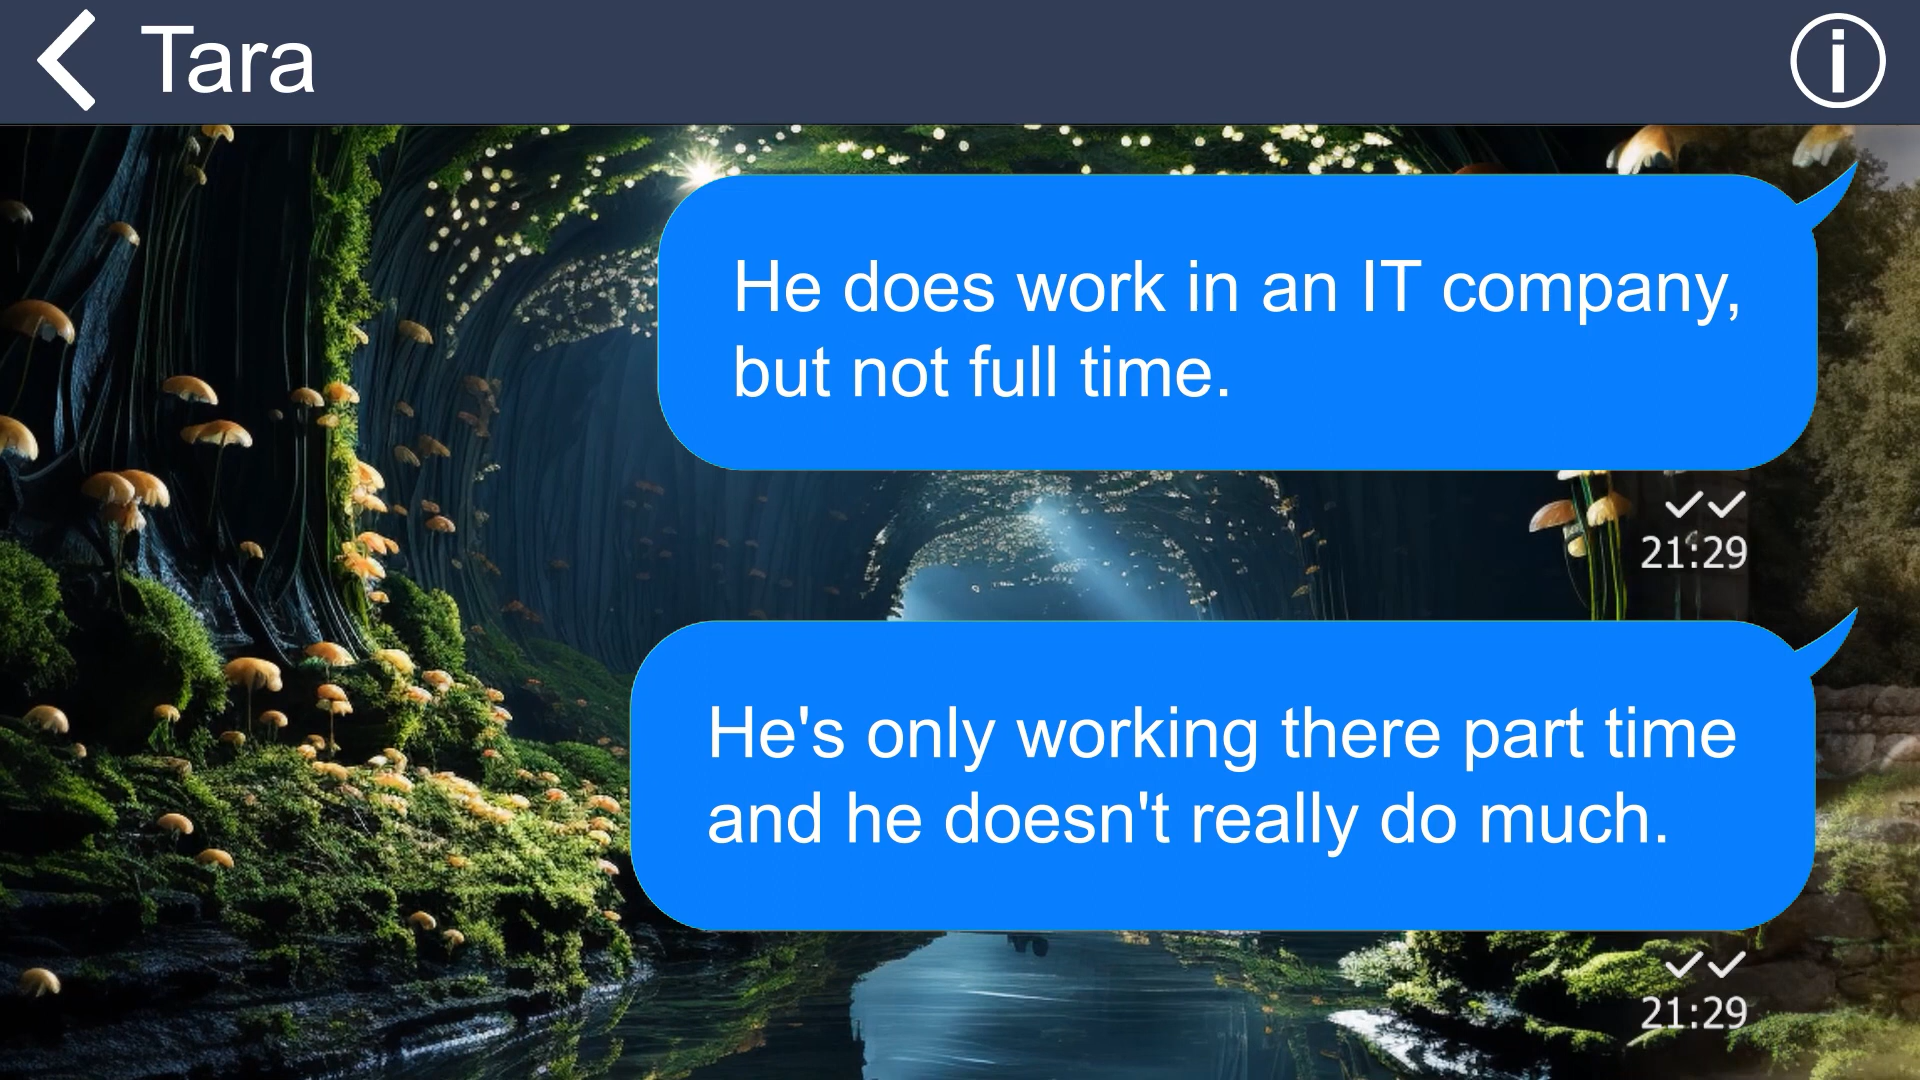 Tara
He does work in an IT company,
but not full time.
21:29
He's only working there part time
and he doesn't really do much.
21:29